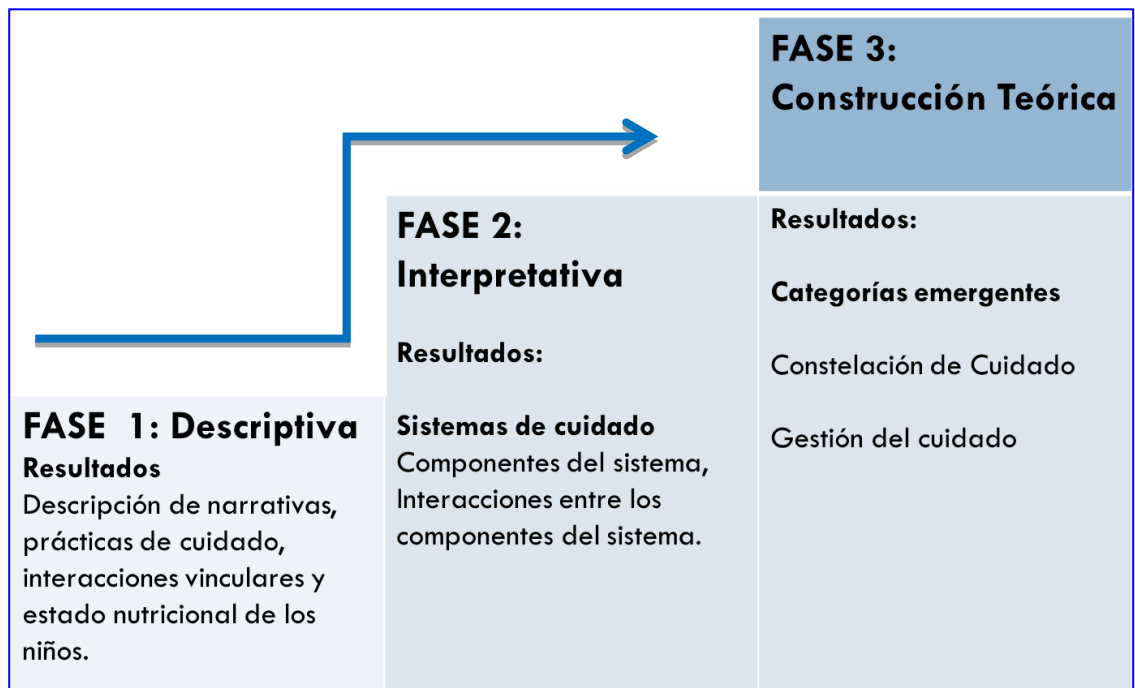 FASE 1: Descriptiva
Resultados
Descripción de narrativas,
prácticas de cuidado,
interacciones vinculares y
estado nutricional de los
niños.
FASE 2:
Interpretativa
Resultados:
Sistemas de cuidado
Componentes del sistema,
Interacciones entre los
componentes del sistema.
FASE 3:
Construcción Teórica
Resultados:
Categorías emergentes
Constelación de Cuidado
Gestión del cuidado